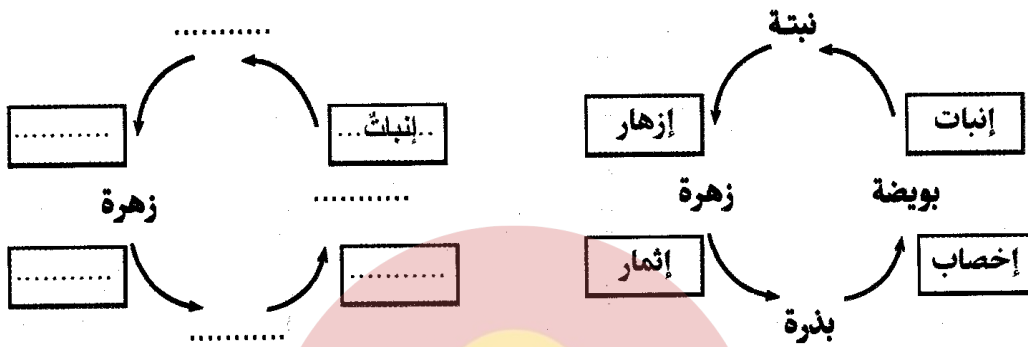 نبتة
..........
إنبات
إزهار
...إنباتٌ..
..........
بويضة
زهرة
..........
زهرة
إخصاب
إثمار
..........
..........
بذرة
..........